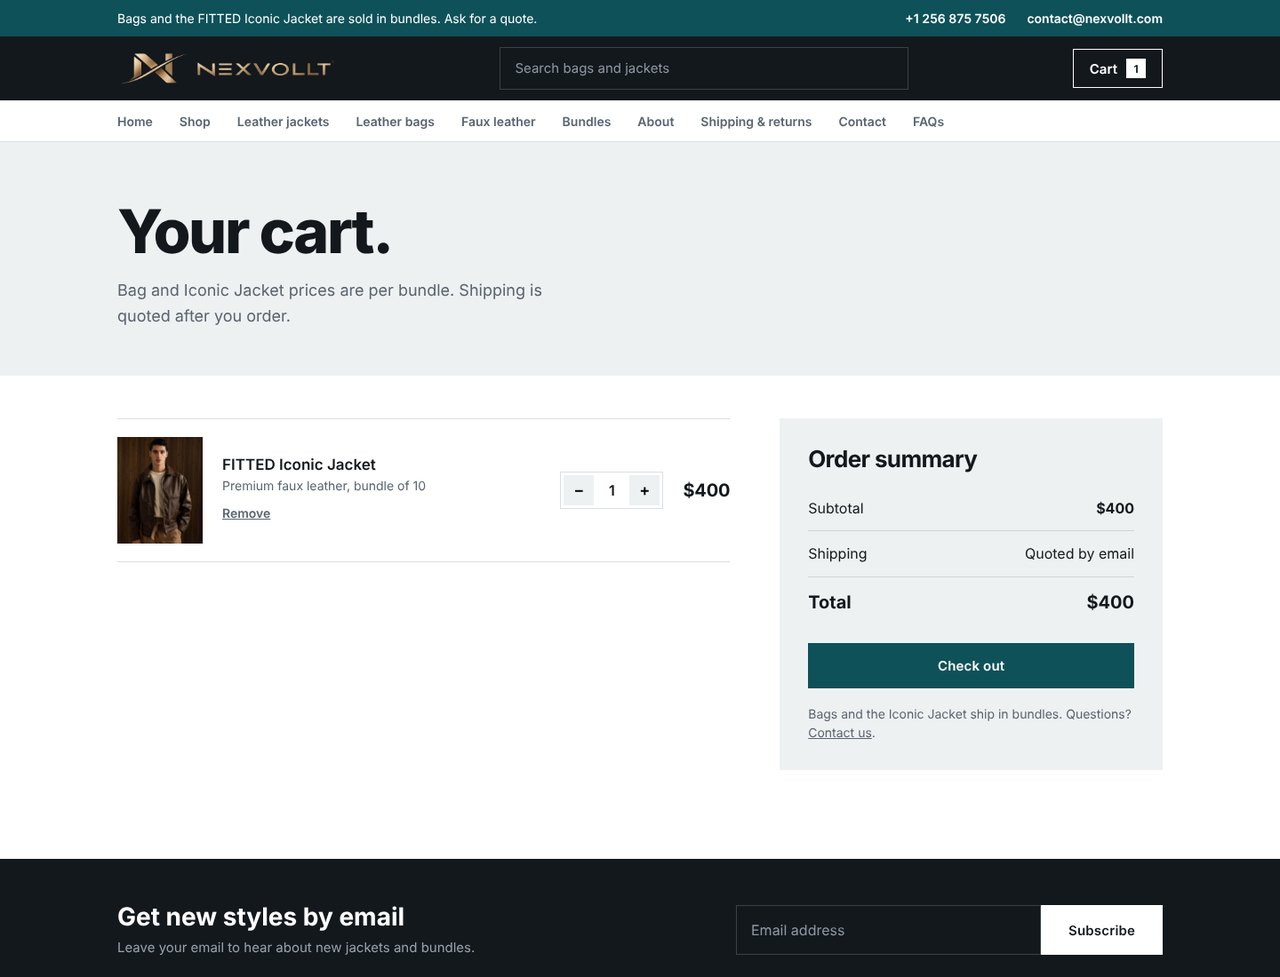 Bags and the FITTED Iconic Jacket are sold in bundles. Ask for a quote.
+1 256 875 7506 contact@nexvollt.com
NEXVOLLT
Search bags and jackets
Cart 1
Home Shop Leather jackets Leather bags Faux leather Bundles About Shipping & returns Contact FAQs
Your cart.
Bag and Iconic Jacket prices are per bundle. Shipping is
quoted after you order.
FITTED Iconic Jacket
Premium faux leather, bundle of 10
Remove
− 1 +
$400
Order summary
Subtotal $400
Shipping Quoted by email
Total $400
Check out
Bags and the Iconic Jacket ship in bundles. Questions?
Contact us.
Get new styles by email
Leave your email to hear about new jackets and bundles.
Email address
Subscribe